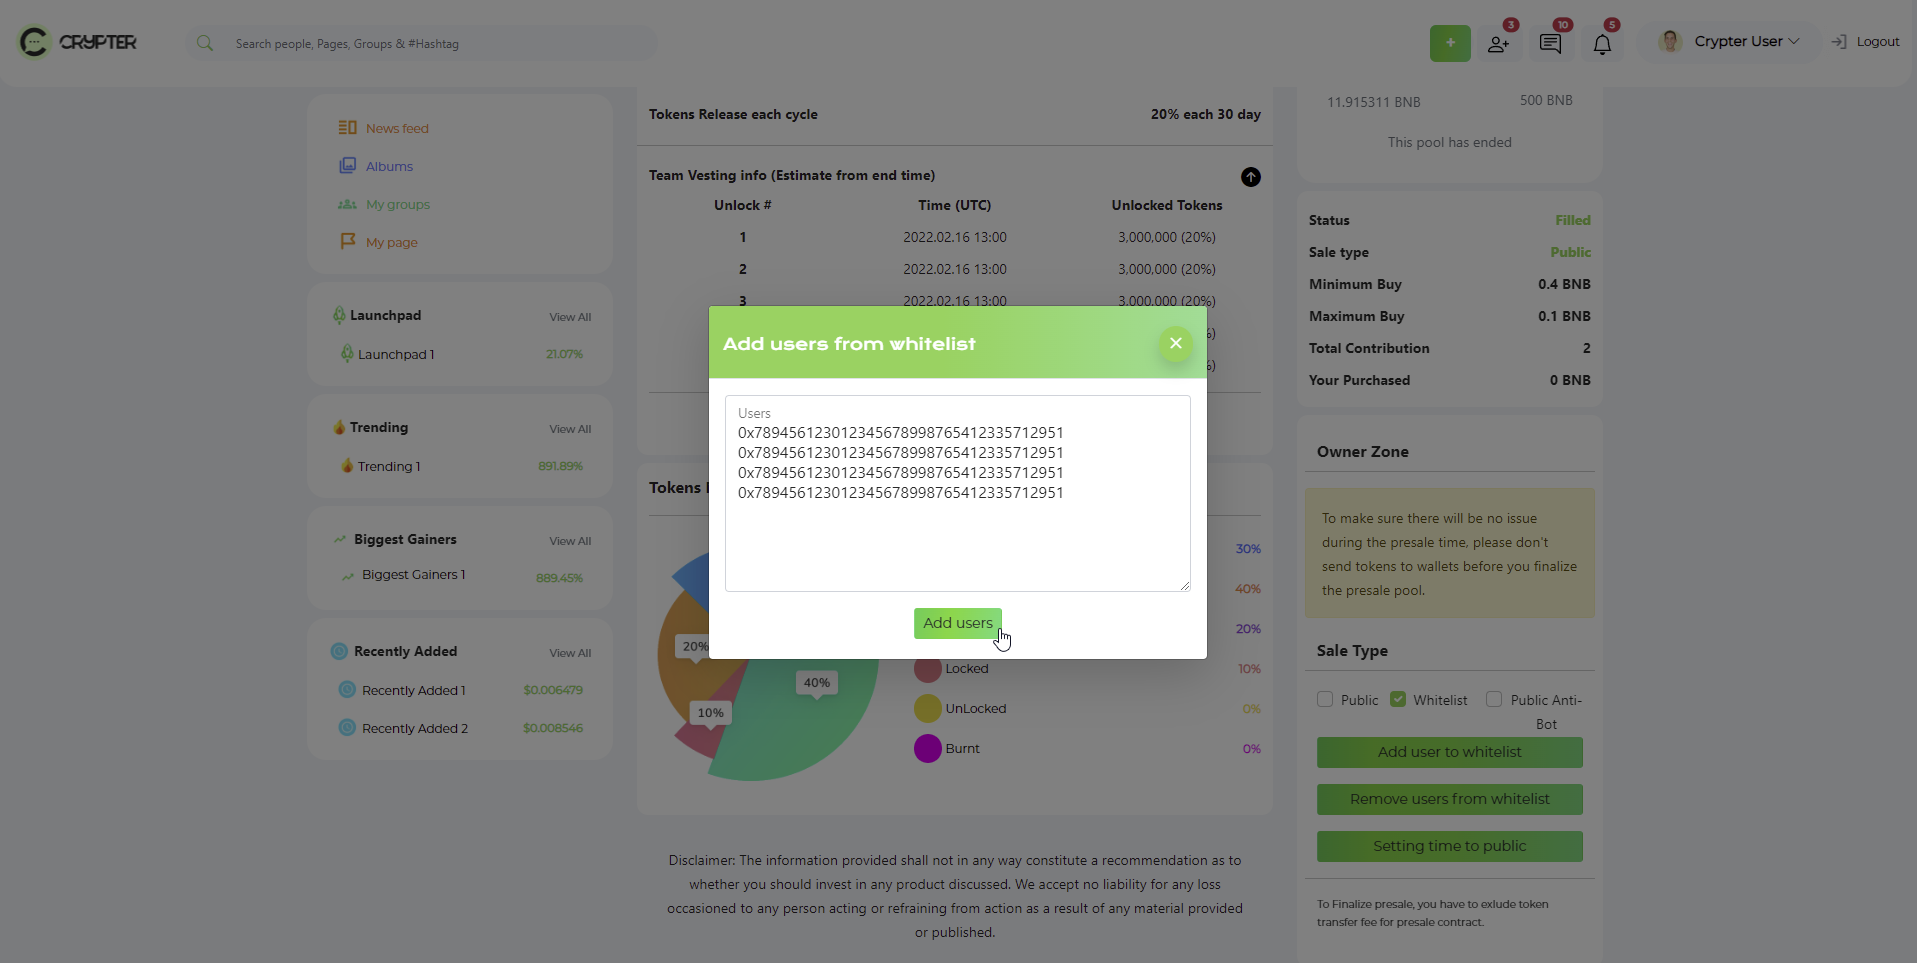 CRYPTER
Search people, Pages, Groups & #Hashtag
+
3
10
5
Crypter User
Logout
News feed
Albums
My groups
My page
Launchpad
View All
Launchpad 1
21.07%
Trending
View All
Trending 1
891.89%
Biggest Gainers
View All
Biggest Gainers 1
889.45%
Recently Added
View All
Recently Added 1
$0.006479
Recently Added 2
$0.008546
Tokens Release each cycle
20% each 30 day
Team Vesting info (Estimate from end time)
Unlock # Time (UTC) Unlocked Tokens
1 2022.02.16 13:00 3,000,000 (20%)
2 2022.02.16 13:00 3,000,000 (20%)
3 2022.02.16 13:00 3,000,000 (20%)
Add users from whitelist
Users
0x78945612301234567899876541233571​2951
0x789456123012345678998765412335712951
0x789456123012345678998765412335712951
0x789456123012345678998765412335712951
Add users
Tokens
30%
40%
20%
Locked 10%
UnLocked 0%
Burnt 0%
20%
40%
10%
Disclaimer: The information provided shall not in any way constitute a recommendation as to
whether you should invest in any product discussed. We accept no liability for any loss
occasioned to any person acting or refraining from action as a result of any material provided
or published.
11.915311 BNB
500 BNB
This pool has ended
Status Filled
Sale type Public
Minimum Buy 0.4 BNB
Maximum Buy 0.1 BNB
Total Contribution 2
Your Purchased 0 BNB
Owner Zone
To make sure there will be no issue
during the presale time, please don't
send tokens to wallets before you finalize
the presale pool.
Sale Type
Public Whitelist Public Anti-
Bot
Add user to whitelist
Remove users from whitelist
Setting time to public
To Finalize presale, you have to exlude token
transfer fee for presale contract.